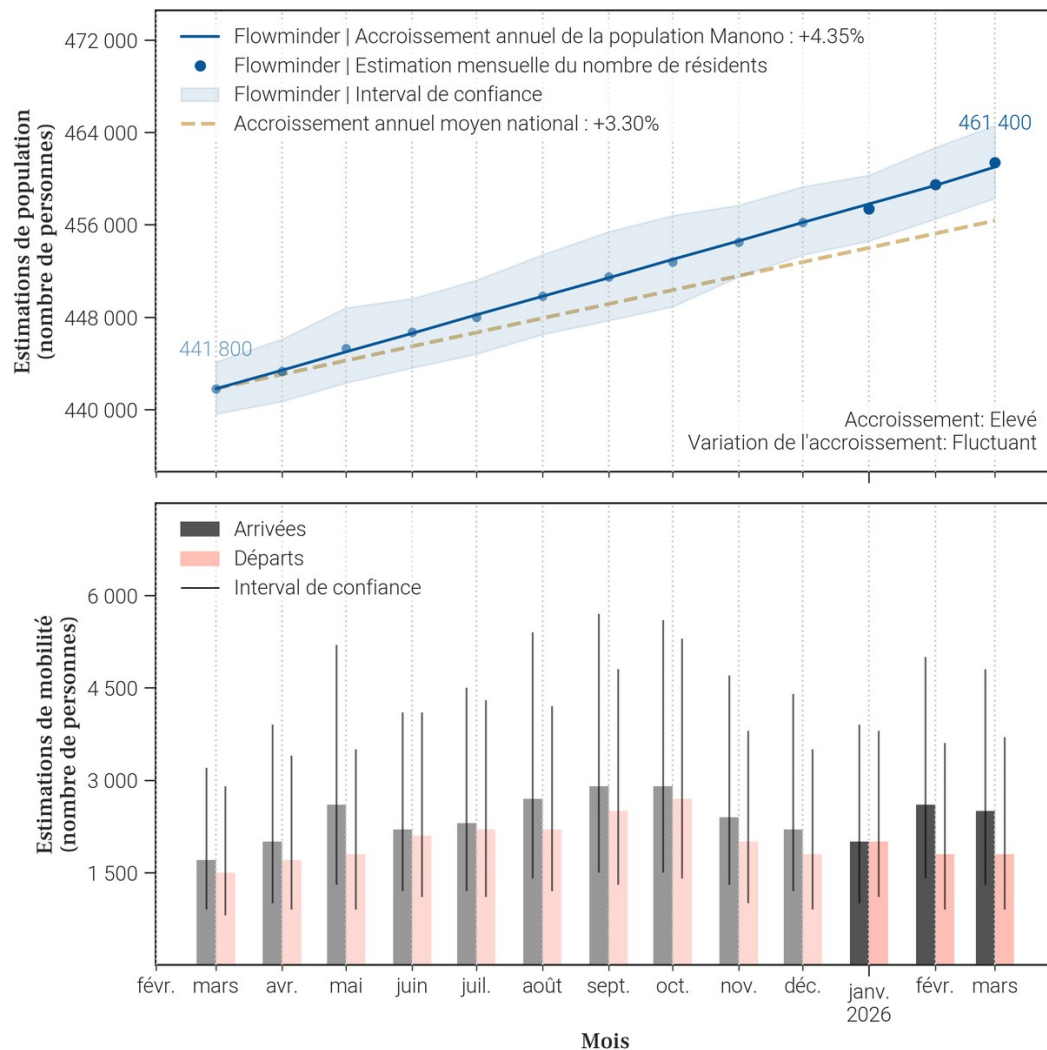 Estimations de population
(nombre de personnes)
472 000
464 000
456 000
448 000
440 000
Flowminder | Accroissement annuel de la population Manono : +4.35%
Flowminder | Estimation mensuelle du nombre de résidents
Flowminder | Interval de confiance
Accroissement annuel moyen national : +3.30%
461 400
441 800
Accroissement: Elevé
Variation de l'accroissement: Fluctuant
Estimations de mobilité
(nombre de personnes)
6 000
4 500
3 000
1 500
Arrivées
Départs
Interval de confiance
févr. mars avr. mai juin juil. août sept. oct. nov. déc. janv. févr. mars
2026
Mois